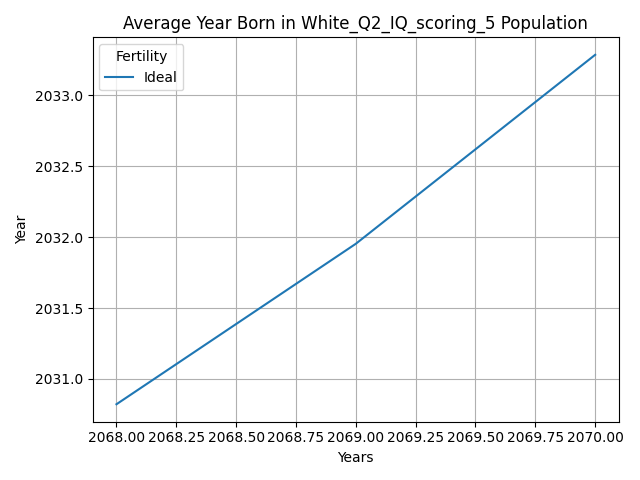 Average Year Born in White_Q2_IQ_scoring_5 Population
Fertility
Ideal
2033.0
2032.5
2032.0
2031.5
2031.0
Year
2068.00 2068.25 2068.50 2068.75 2069.00 2069.25 2069.50 2069.75 2070.00
Years